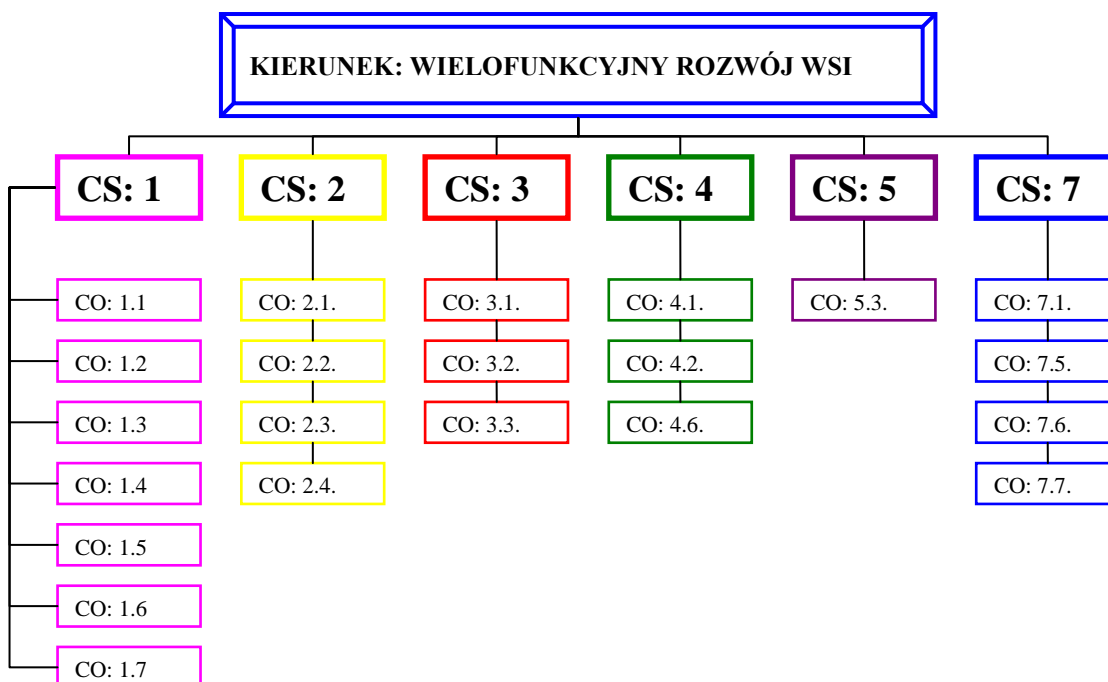 KIERUNEK: WIELOFUNKCYJNY ROZWÓJ WSI
CS: 1
CS: 2
CS: 3
CS: 4
CS: 5
CS: 7
CO: 1.1
CO: 2.1.
CO: 3.1.
CO: 4.1.
CO: 5.3.
CO: 7.1.
CO: 1.2
CO: 2.2.
CO: 3.2.
CO: 4.2.
CO: 7.5.
CO: 1.3
CO: 2.3.
CO: 3.3.
CO: 4.6.
CO: 7.6.
CO: 1.4
CO: 2.4.
CO: 7.7.
CO: 1.5
CO: 1.6
CO: 1.7